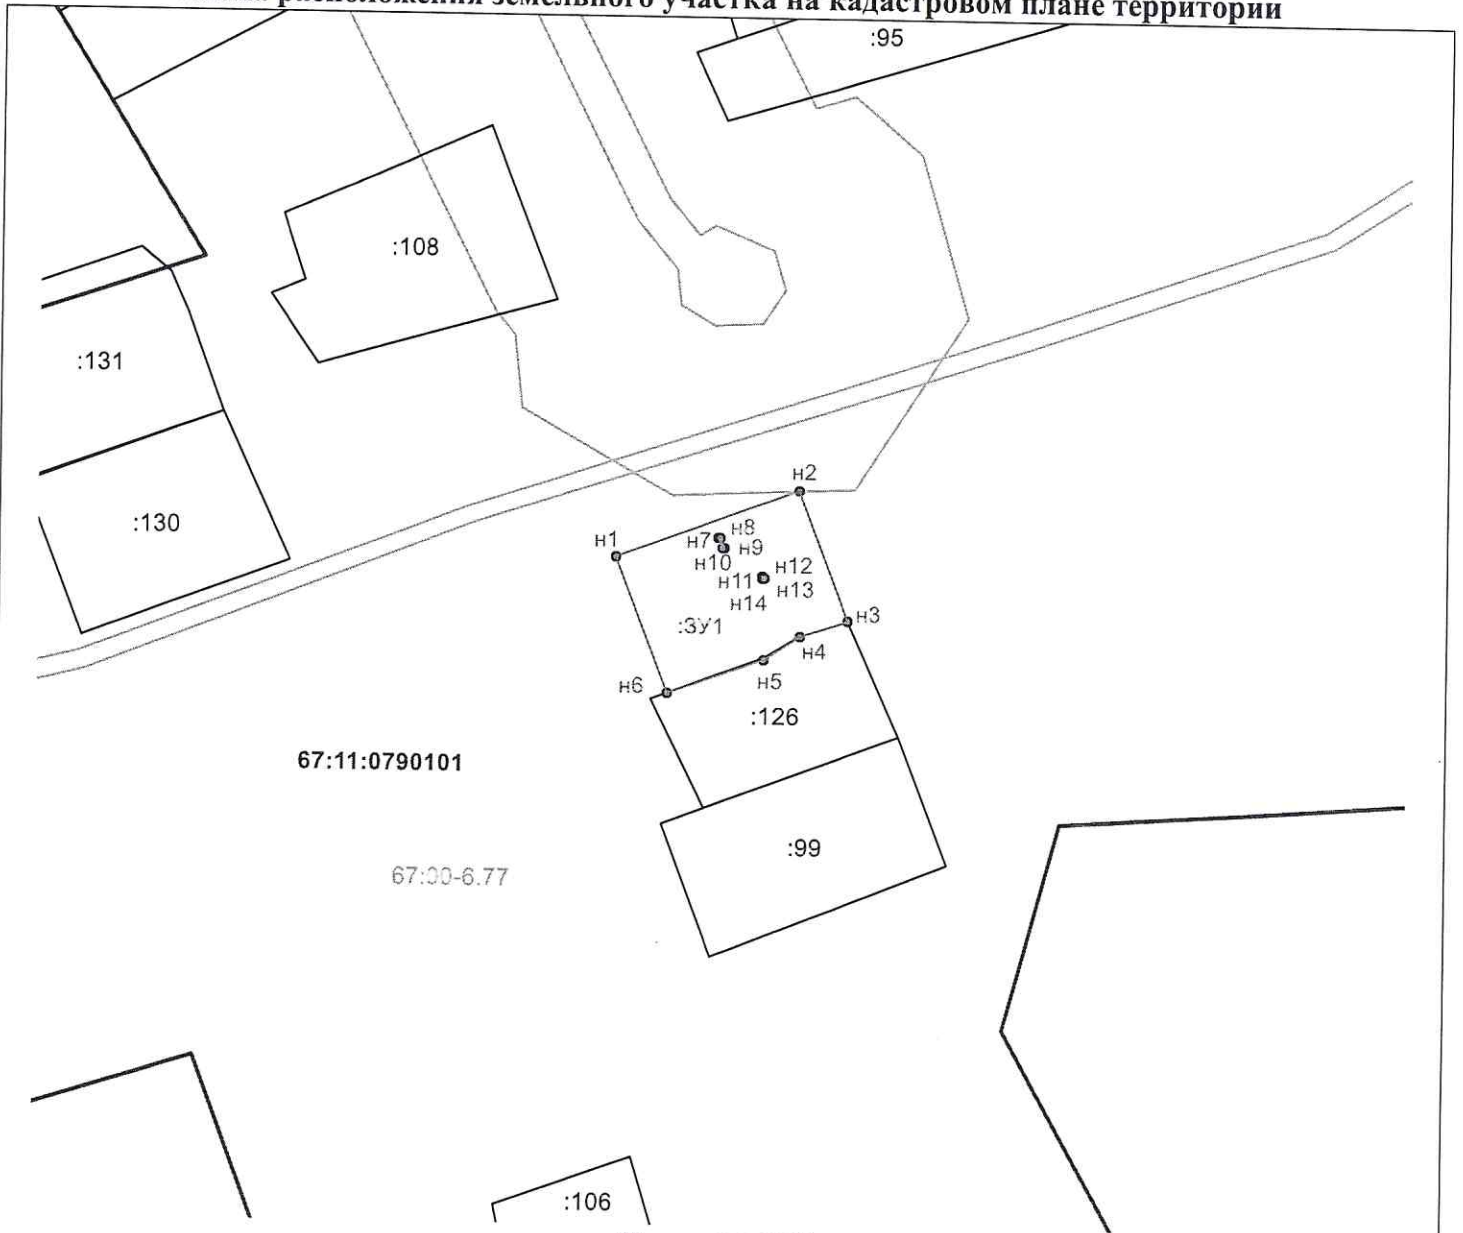 расположения земельного участка на кадастровом плане территории
:95
:108
:131
:130
н2
н1
н7
н8
н9
н10
н12
н11
н13
н14
:ЗУ1
н3
н4
н5
н6
:126
67:11:0790101
:99
67:00-6.77
:106